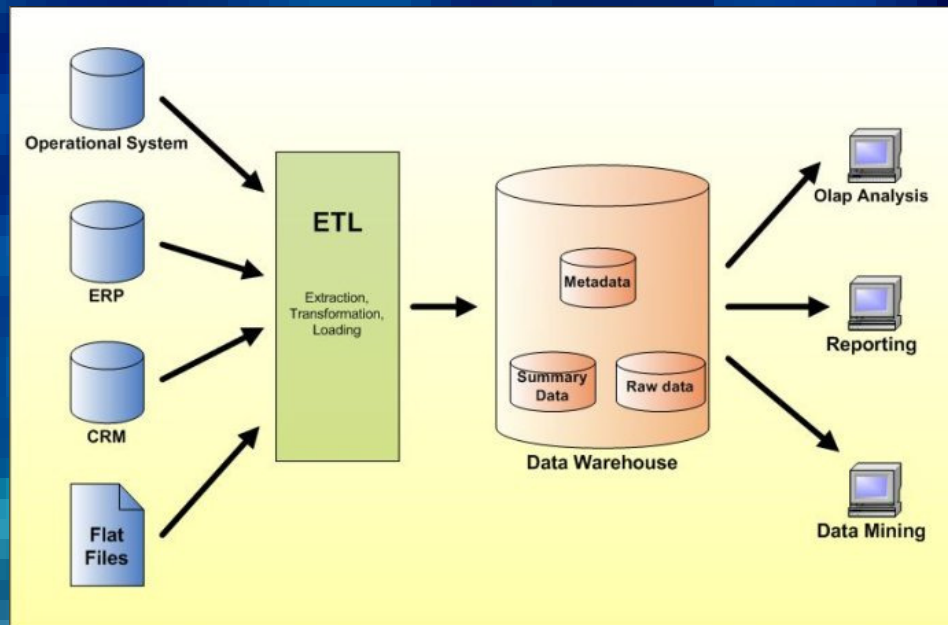 Operational System
ERP
CRM
Flat
Files
ETL
Extraction,
Transformation,
Loading
Metadata
Summary
Data
Raw data
Data Warehouse
Olap Analysis
Reporting
Data Mining